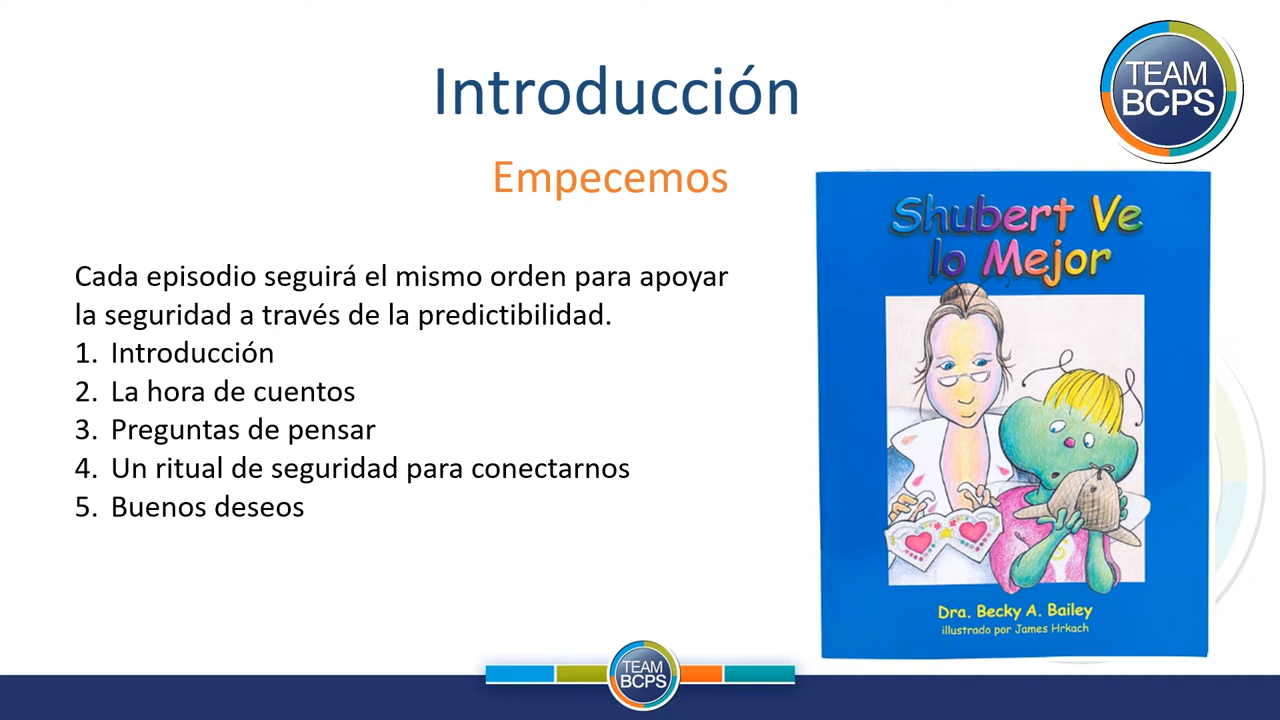 Introducción
TEAM
BCPS
Empecemos
Cada episodio seguirá el mismo orden para apoyar
la seguridad a través de la predictibilidad.
1. Introducción
2. La hora de cuentos
3. Preguntas de pensar
4. Un ritual de seguridad para conectarnos
5. Buenos deseos
Shubert Ve
lo Mejor
Dra. Becky A. Bailey
illustrado por James Hrkach
TEAM
BCPS